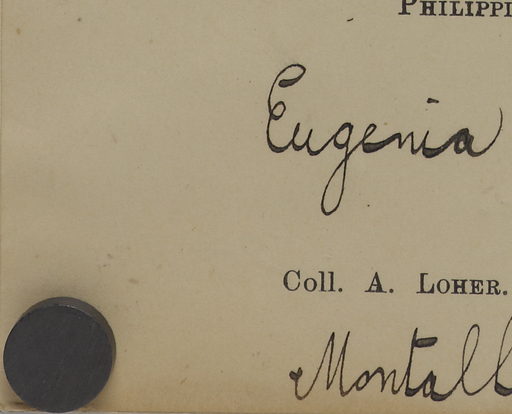 PHILIPPI
Eugenia
Coll. A. LOHER.
Montall